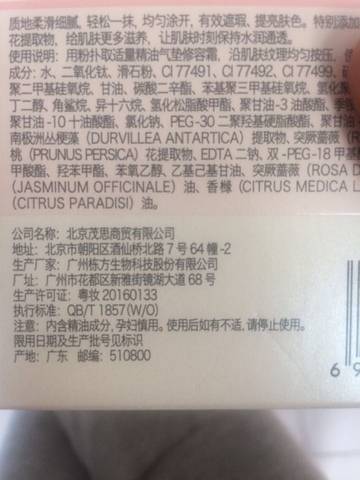 质地柔滑细腻，轻松一抹，均匀涂开，有效遮瑕，提亮肤色。特别添加
花提取物，给肌肤更多滋养，让肌肤时刻保持水润通透。
使用说明：用粉扑取适量精油气垫修容霜，沿肌肤纹理均匀按压，
成分：水、二氧化钛、滑石粉、CI 77491、CI 77492、CI 77499、
聚二甲基硅氧烷、甘油、碳酸二辛酯、苯基聚三甲基硅氧烷、氯化
丁二醇、角鲨烷、异十六烷、氢化松脂酸甲酯、聚甘油-3 油酸酯、
聚甘油-10 十油酸酯、氯化钠、PEG-30 二聚羟基硬脂酸酯、聚甘油
南极洲丛梗藻（DURVILLEA ANTARTICA）提取物、突厥蔷薇（
桃（PRUNUS PERSICA）花提取物、EDTA 二钠、双-PEG-18 甲基
甲酸酯、羟苯甲酯、苯氧乙醇、乙基己基甘油、突厥蔷薇（ROSA D
（JASMINUM OFFICINALE）油、香橼（CITRUS MEDICA L
（CITRUS PARADISI）油。
公司名称：北京茂思商贸有限公司
地址：北京市朝阳区酒仙桥北路 7 号 64 幢 -2
生产厂家：广州栋方生物科技股份有限公司
厂址：广州市花都区新雅街镜湖大道 68 号
生产许可证：粤妆 20160133
执行标准：QB/T 1857(W/O)
注意：内含精油成分，孕妇慎用。使用后如有不适，请停止使用。
限用日期及生产批号见标识
产地：广东 邮编：510800
6 9